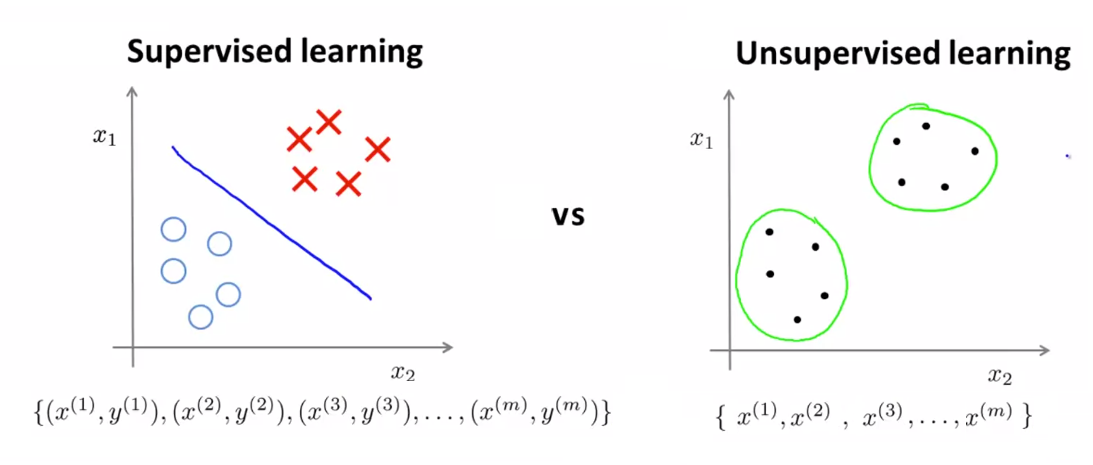 Supervised learning
x₁
x₂
{(x⁽¹⁾, y⁽¹⁾), (x⁽²⁾, y⁽²⁾), (x⁽³⁾, y⁽³⁾), . . . , (x⁽ᵐ⁾, y⁽ᵐ⁾)}
vs
Unsupervised learning
x₁
x₂
{ x⁽¹⁾, x⁽²⁾ , x⁽³⁾, . . . , x⁽ᵐ⁾ }